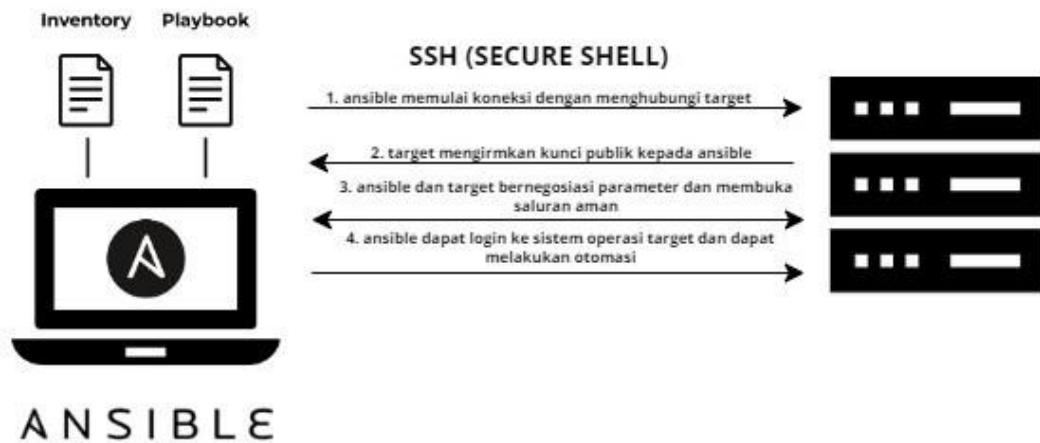 Inventory Playbook
SSH (SECURE SHELL)
1. ansible memulai koneksi dengan menghubungi target
2. target mengirmkan kunci publik kepada ansible
3. ansible dan target bernegosiasi parameter dan membuka
saluran aman
4. ansible dapat login ke sistem operasi target dan dapat
melakukan otomasi
A
ANSIBLE